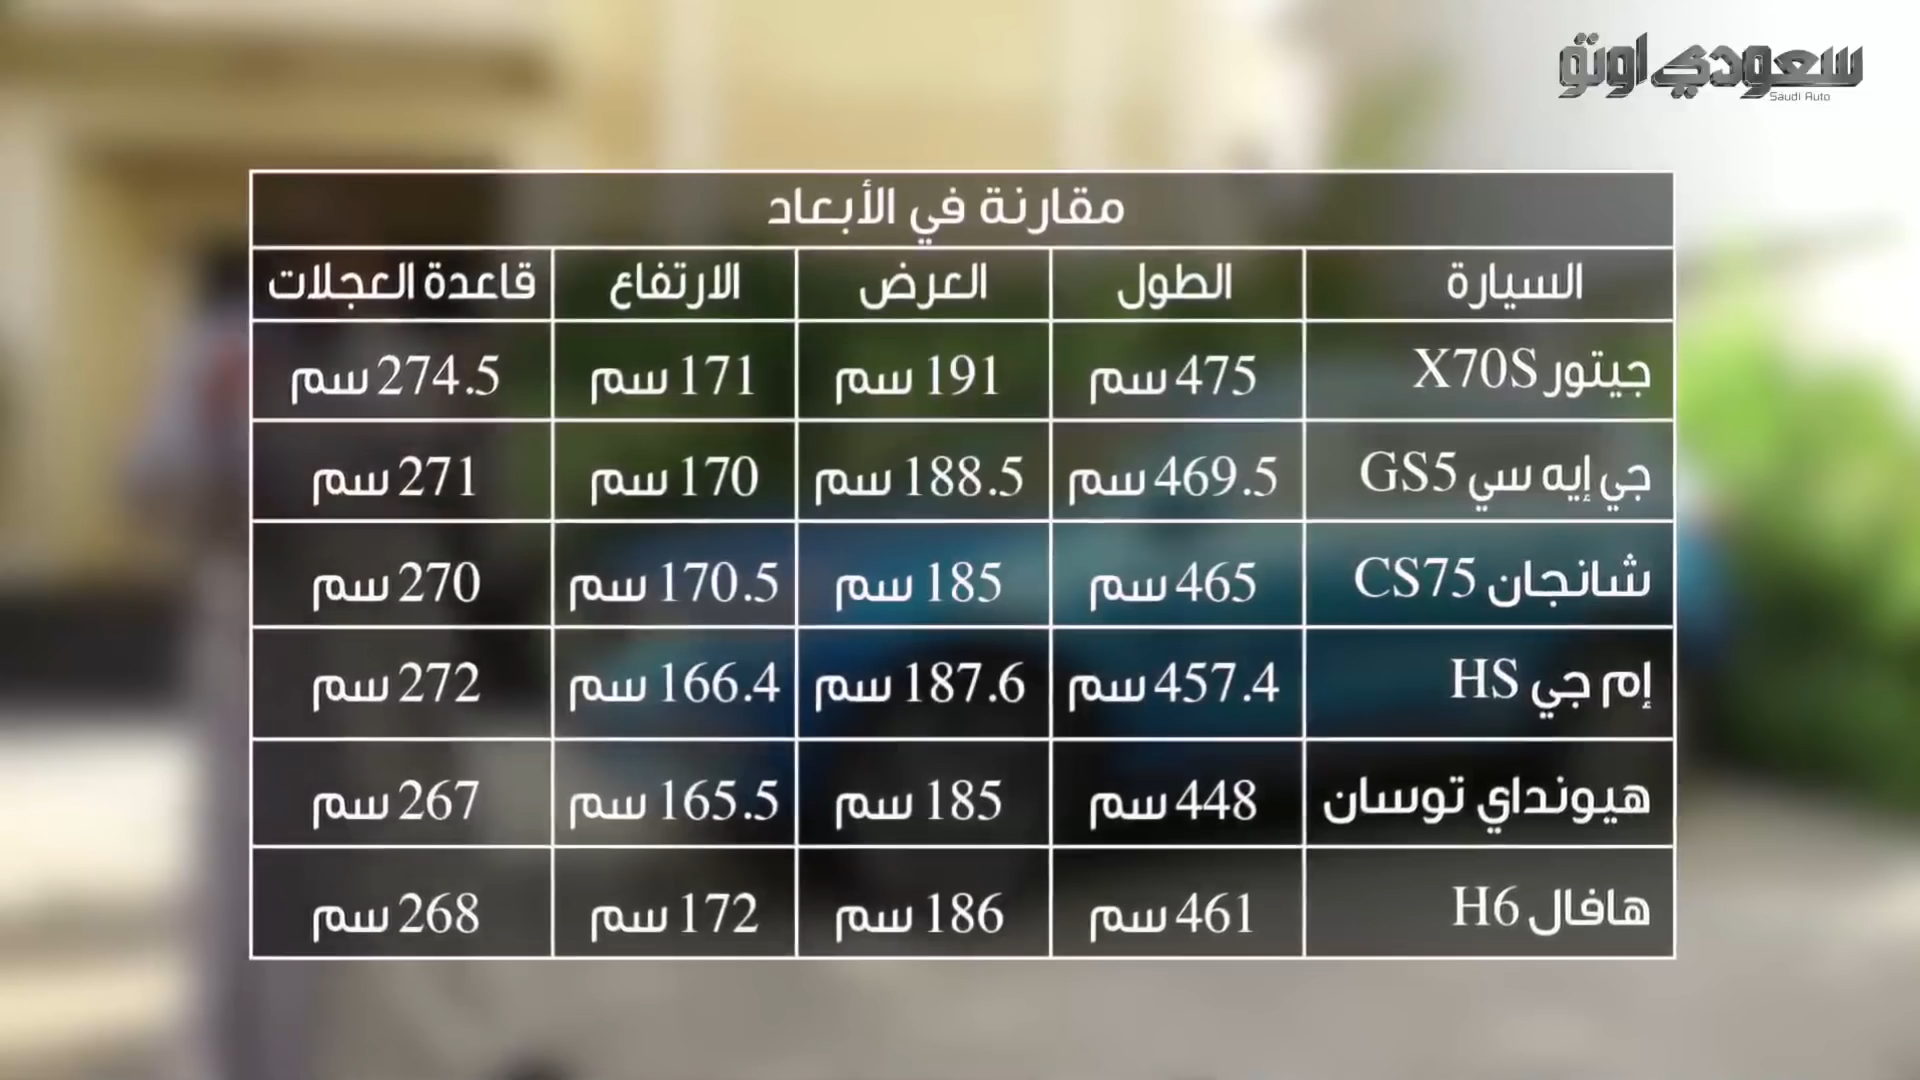 سعودي اوتو
Saudi Auto
مقارنة في الأبعاد
السيارة الطول العرض الارتفاع قاعدة العجلات
جيتور X70S 475 سم 191 سم 171 سم 274.5 سم
جي إيه سي GS5 469.5 سم 188.5 سم 170 سم 271 سم
شانجان CS75 465 سم 185 سم 170.5 سم 270 سم
إم جي HS 457.4 سم 187.6 سم 166.4 سم 272 سم
هيونداي توسان 448 سم 185 سم 165.5 سم 267 سم
هافال H6 461 سم 186 سم 172 سم 268 سم